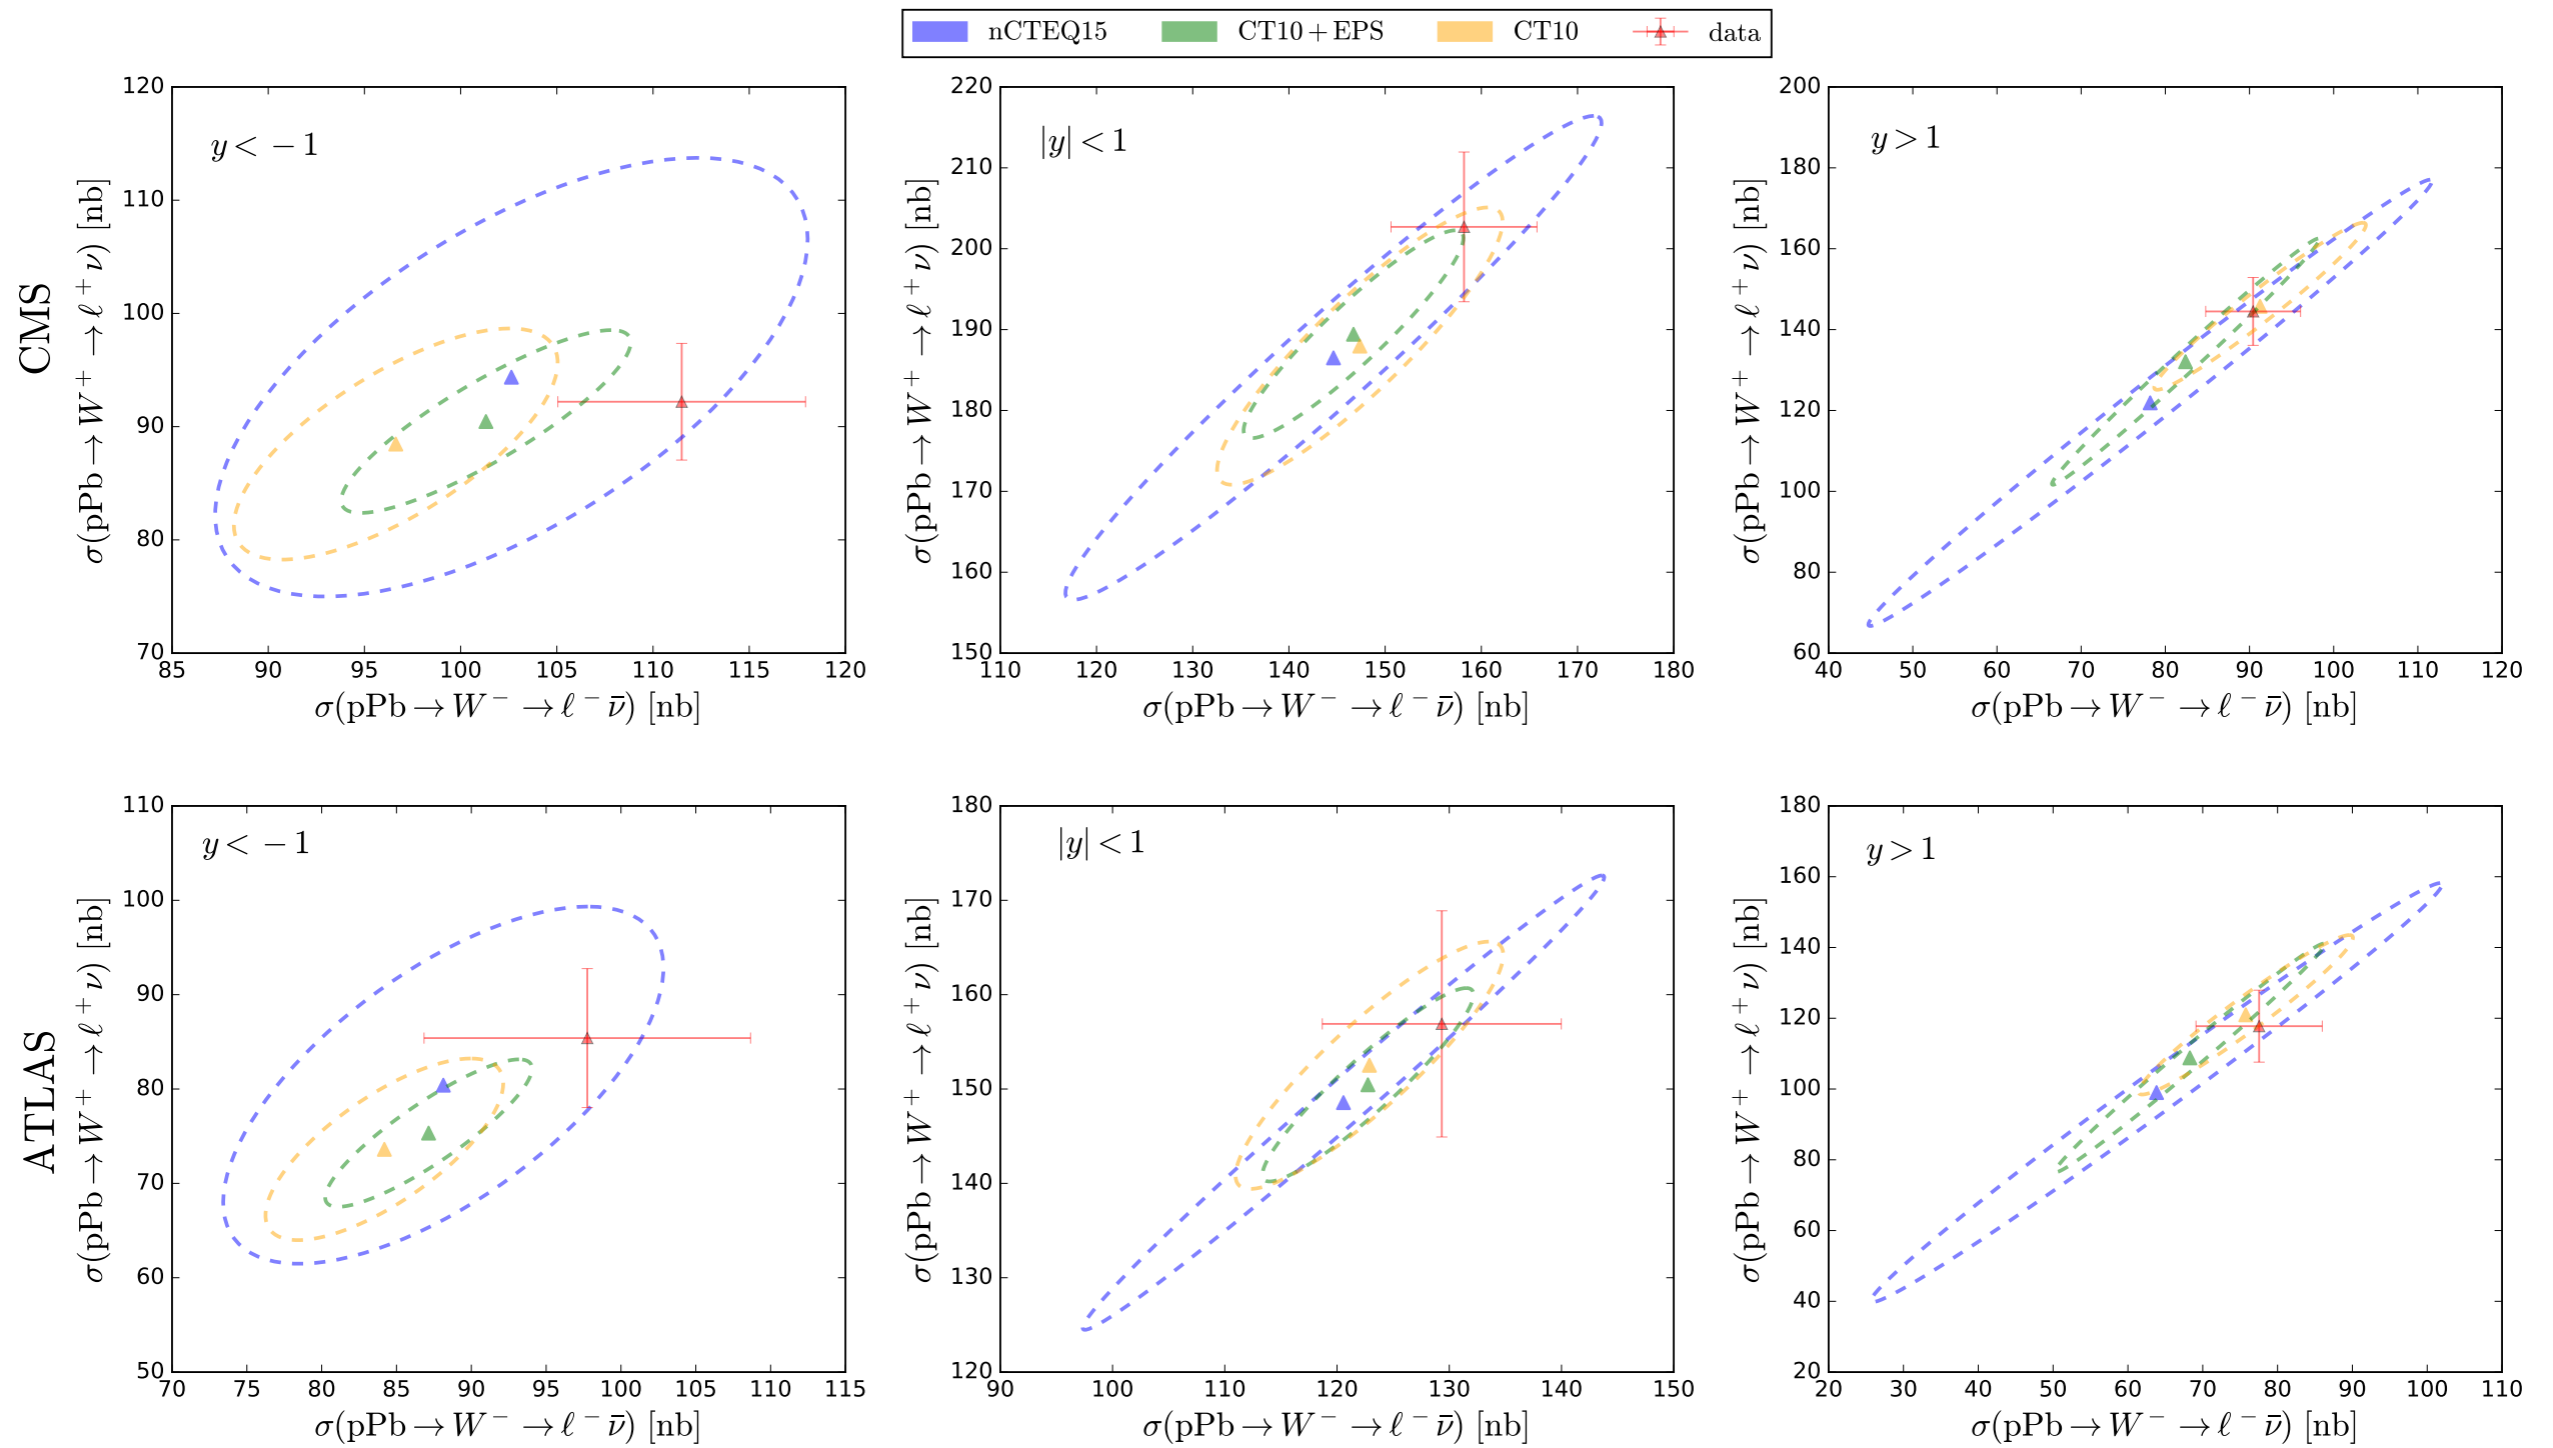 nCTEQ15 CT10 + EPS CT10 data
CMS
y < −1
120
110
100
90
80
70
85 90 95 100 105 110 115 120
σ(pPb → W⁺ → ℓ⁺ν) [nb]
σ(pPb → W⁻ → ℓ⁻ν̄) [nb]
|y| < 1
220
210
200
190
180
170
160
150
110 120 130 140 150 160 170 180
σ(pPb → W⁺ → ℓ⁺ν) [nb]
σ(pPb → W⁻ → ℓ⁻ν̄) [nb]
y > 1
200
180
160
140
120
100
80
60
40 50 60 70 80 90 100 110 120
σ(pPb → W⁺ → ℓ⁺ν) [nb]
σ(pPb → W⁻ → ℓ⁻ν̄) [nb]
ATLAS
y < −1
110
100
90
80
70
60
50
70 75 80 85 90 95 100 105 110 115
σ(pPb → W⁺ → ℓ⁺ν) [nb]
σ(pPb → W⁻ → ℓ⁻ν̄) [nb]
|y| < 1
180
170
160
150
140
130
120
90 100 110 120 130 140 150
σ(pPb → W⁺ → ℓ⁺ν) [nb]
σ(pPb → W⁻ → ℓ⁻ν̄) [nb]
y > 1
180
160
140
120
100
80
60
40
20
20 30 40 50 60 70 80 90 100 110
σ(pPb → W⁺ → ℓ⁺ν) [nb]
σ(pPb → W⁻ → ℓ⁻ν̄) [nb]